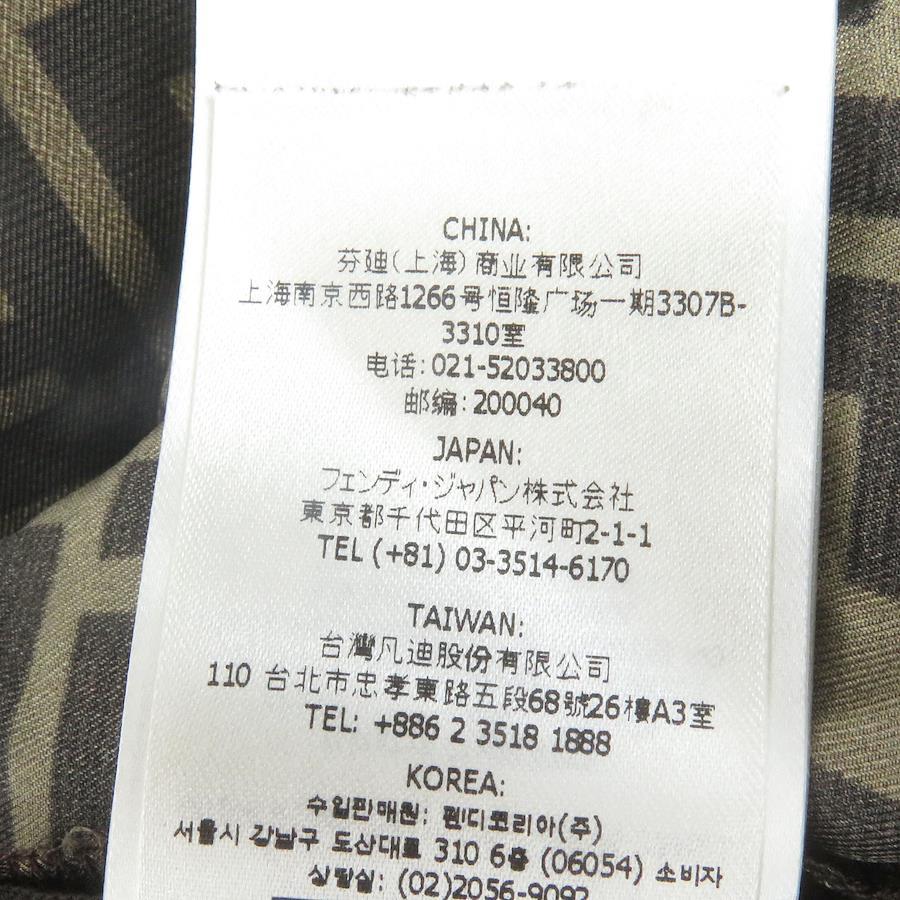 CHINA:
芬迪(上海)商业有限公司
上海南京西路1266号恒隆广场一期3307B-
3310室
电话:021-52033800
邮编:200040
JAPAN:
フェンディ・ジャパン株式会社
東京都千代田区平河町2-1-1
TEL (+81) 03-3514-6170
TAIWAN:
台灣凡迪股份有限公司
110 台北市忠孝東路五段68號26樓A3室
TEL: +886 2 3518 1888
KOREA:
수입판매원: 펜디코리아(주)
서울시 강남구 도산대로 310 6층 (06054) 소비자
상담실: (02)2056-9092